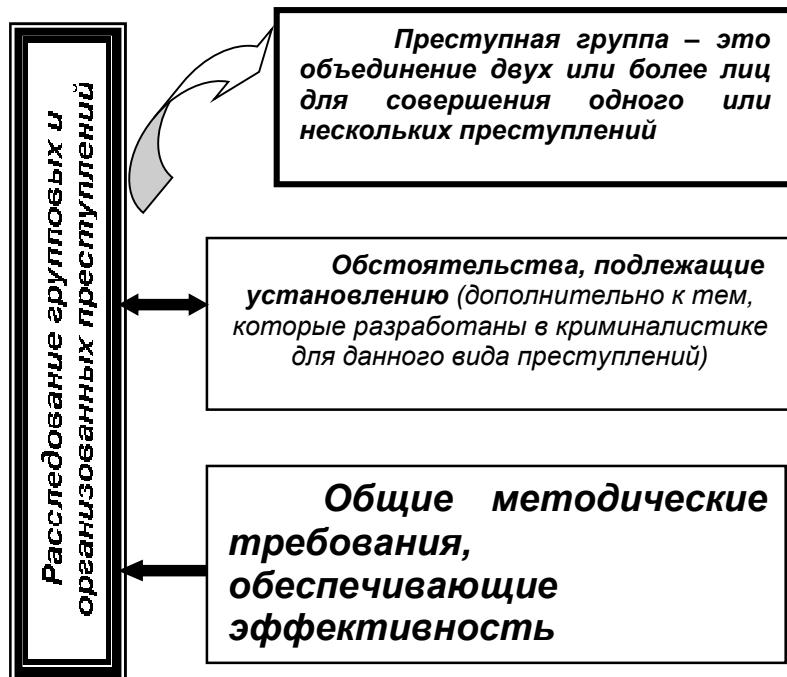 Расследование групповых и
организованных преступлений
Преступная группа – это
объединение двух или более лиц
для совершения одного или
нескольких преступлений
Обстоятельства, подлежащие
установлению (дополнительно к тем,
которые разработаны в криминалистике
для данного вида преступлений)
Общие методические
требования,
обеспечивающие
эффективность